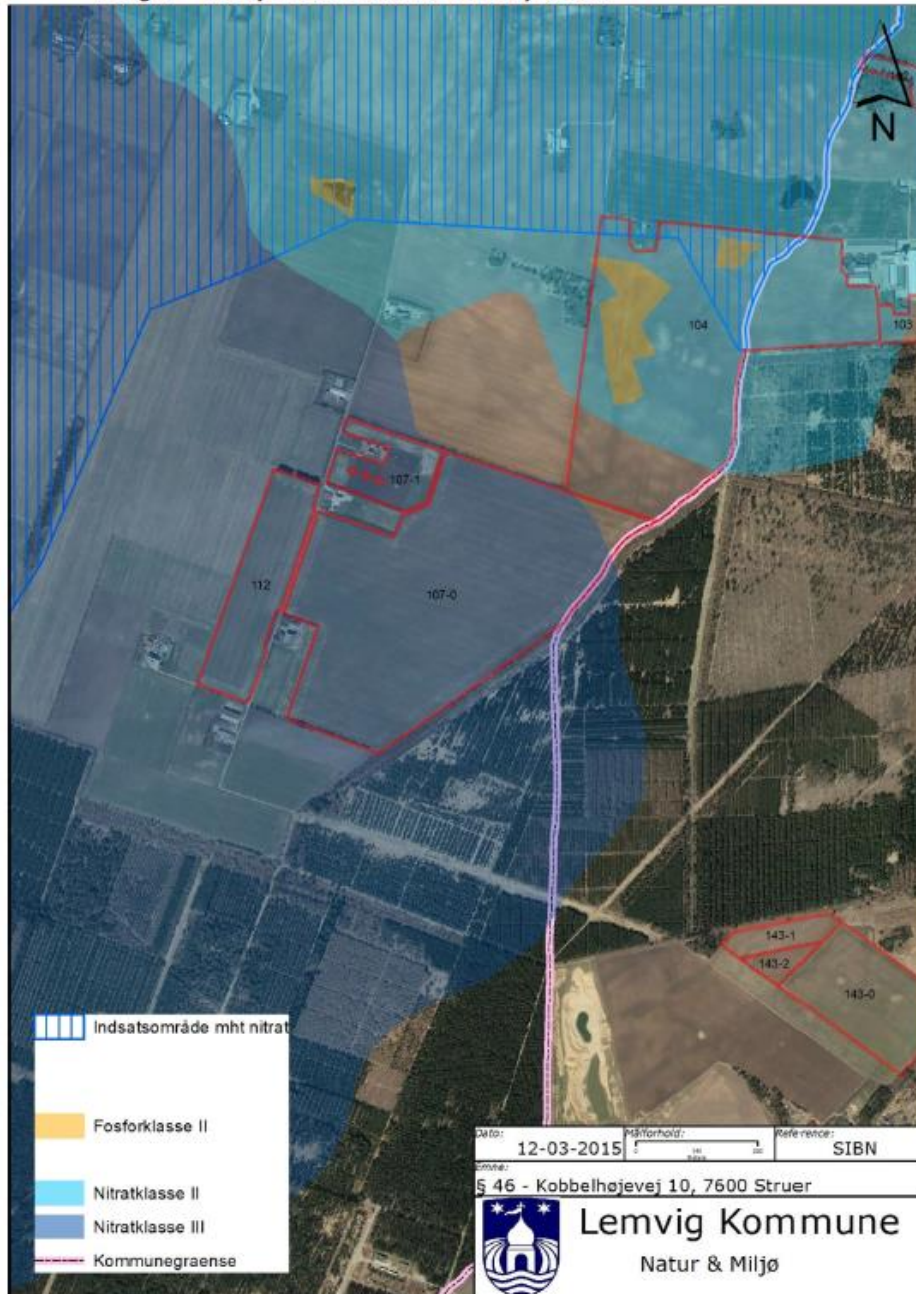 N
104
103
107-1
112
107-0
143-1
143-2
143-0
Indsatsområde mht nitrat
Fosforklasse II
Nitratklasse II
Nitratklasse III
Kommunegraense
Dato: 12-03-2015 Målforhold: 0 Reference: SIBN
Emne:
§ 46 - Kobbelhøjevej 10, 7600 Struer
Lemvig Kommune
Natur & Miljø